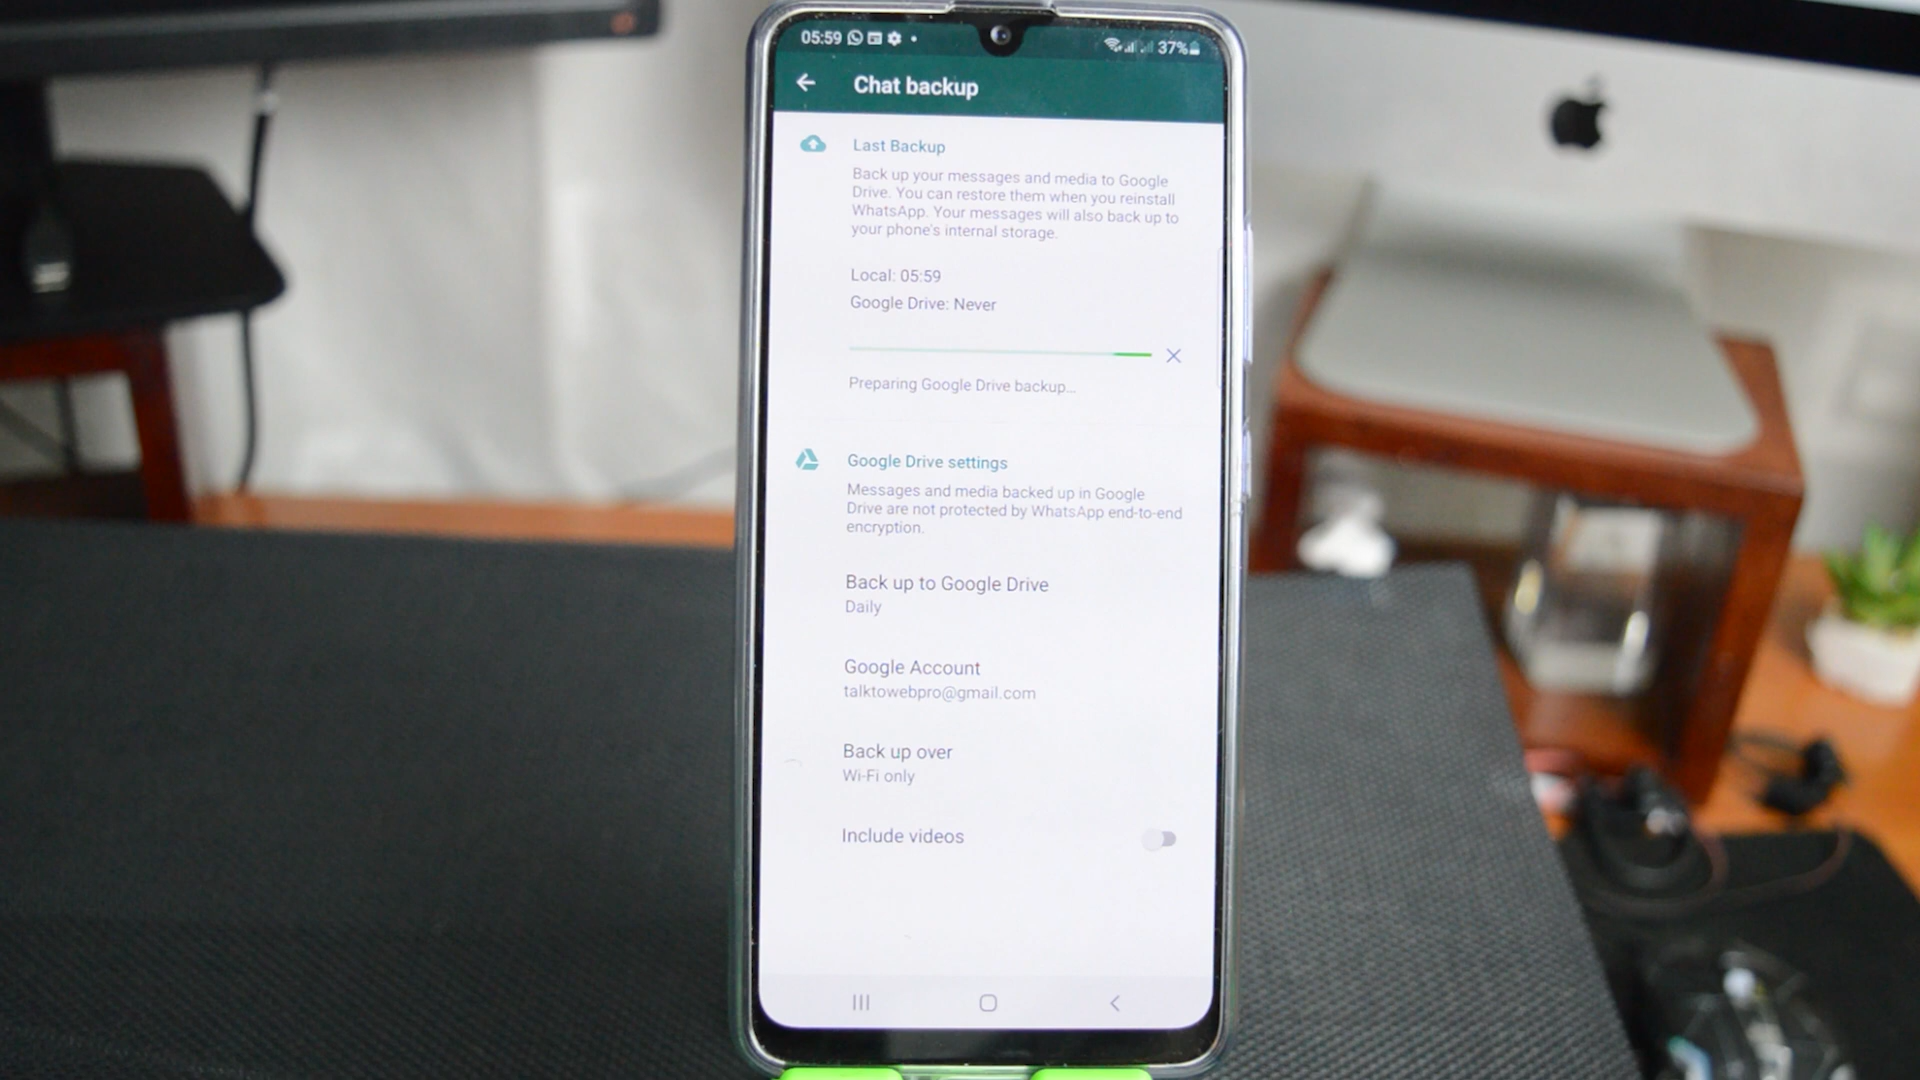 05:59
37%
Chat backup
Last Backup
Back up your messages and media to Google
Drive. You can restore them when you reinstall
WhatsApp. Your messages will also back up to
your phone's internal storage.
Local: 05:59
Google Drive: Never
Preparing Google Drive backup...
Google Drive settings
Messages and media backed up in Google
Drive are not protected by WhatsApp end-to-end
encryption.
Back up to Google Drive
Daily
Google Account
talktowebpro@gmail.com
Back up over
Wi-Fi only
Include videos